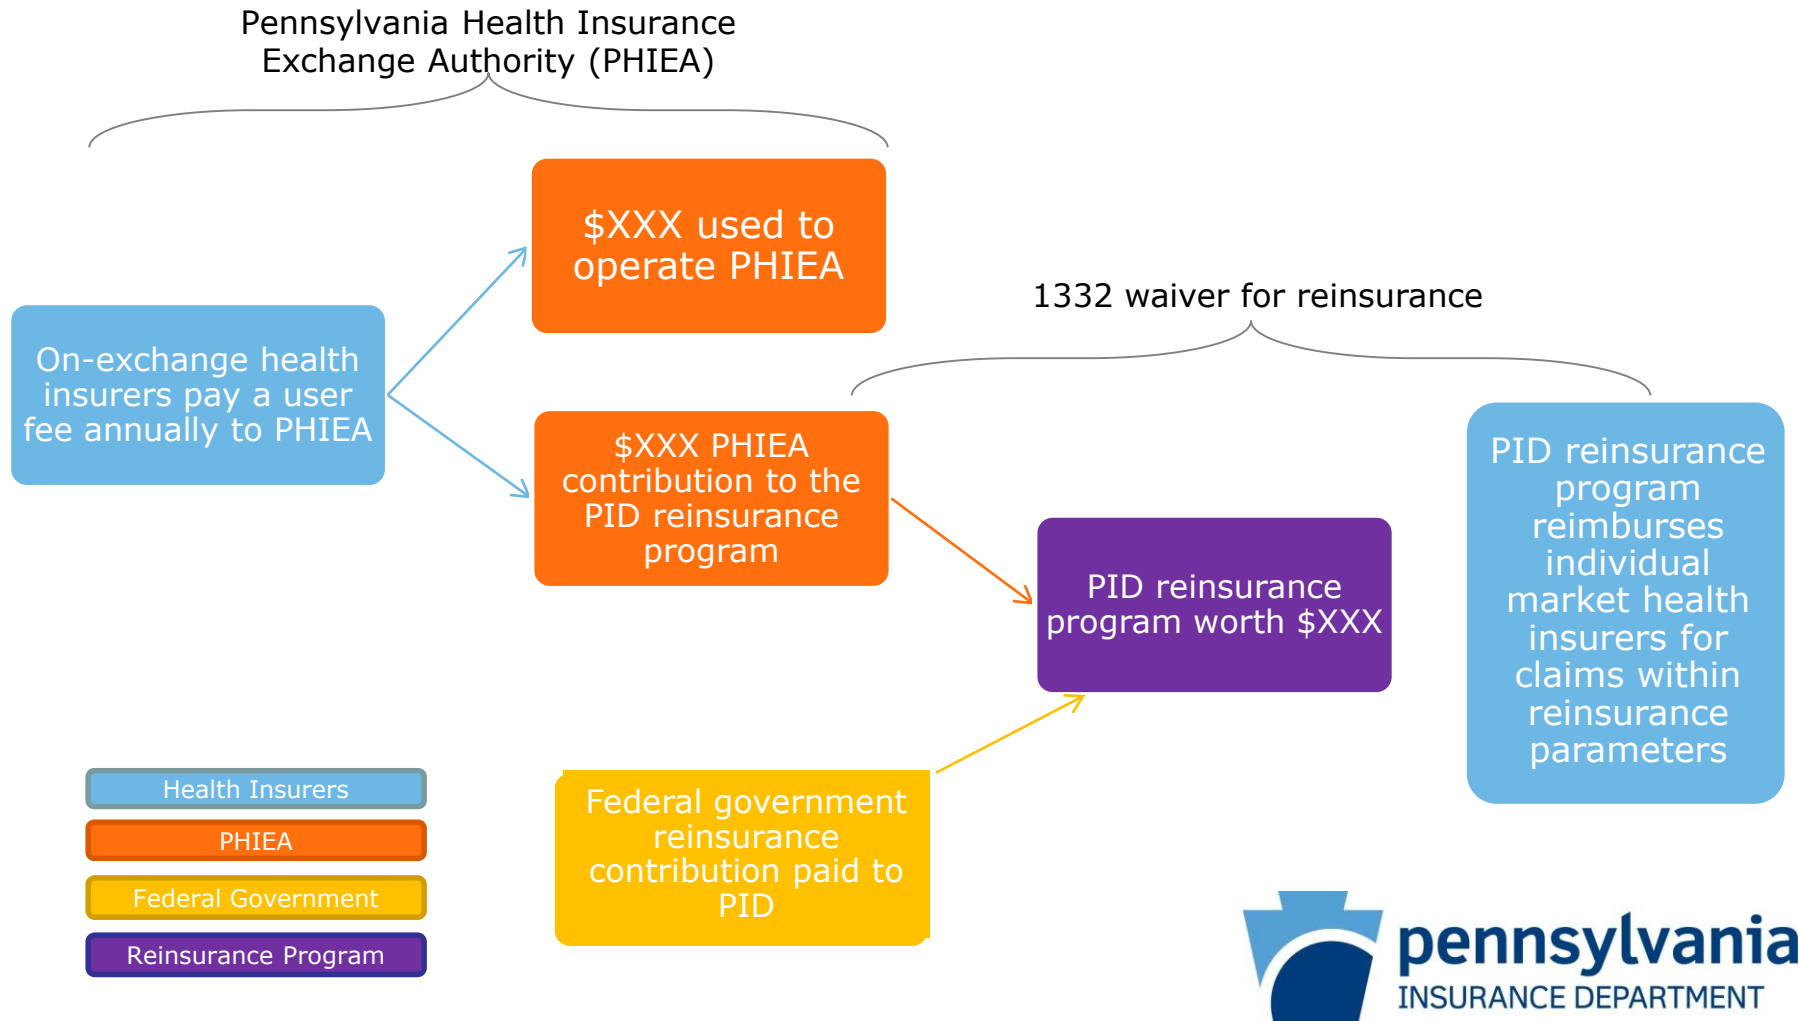 Pennsylvania Health Insurance
Exchange Authority (PHIEA)
$XXX used to
operate PHIEA
On-exchange health
insurers pay a user
fee annually to PHIEA
$XXX PHIEA
contribution to the
PID reinsurance
program
1332 waiver for reinsurance
PID reinsurance
program worth $XXX
PID reinsurance
program
reimburses
individual
market health
insurers for
claims within
reinsurance
parameters
Federal government
reinsurance
contribution paid to
PID
Health Insurers
PHIEA
Federal Government
Reinsurance Program
pennsylvania
INSURANCE DEPARTMENT